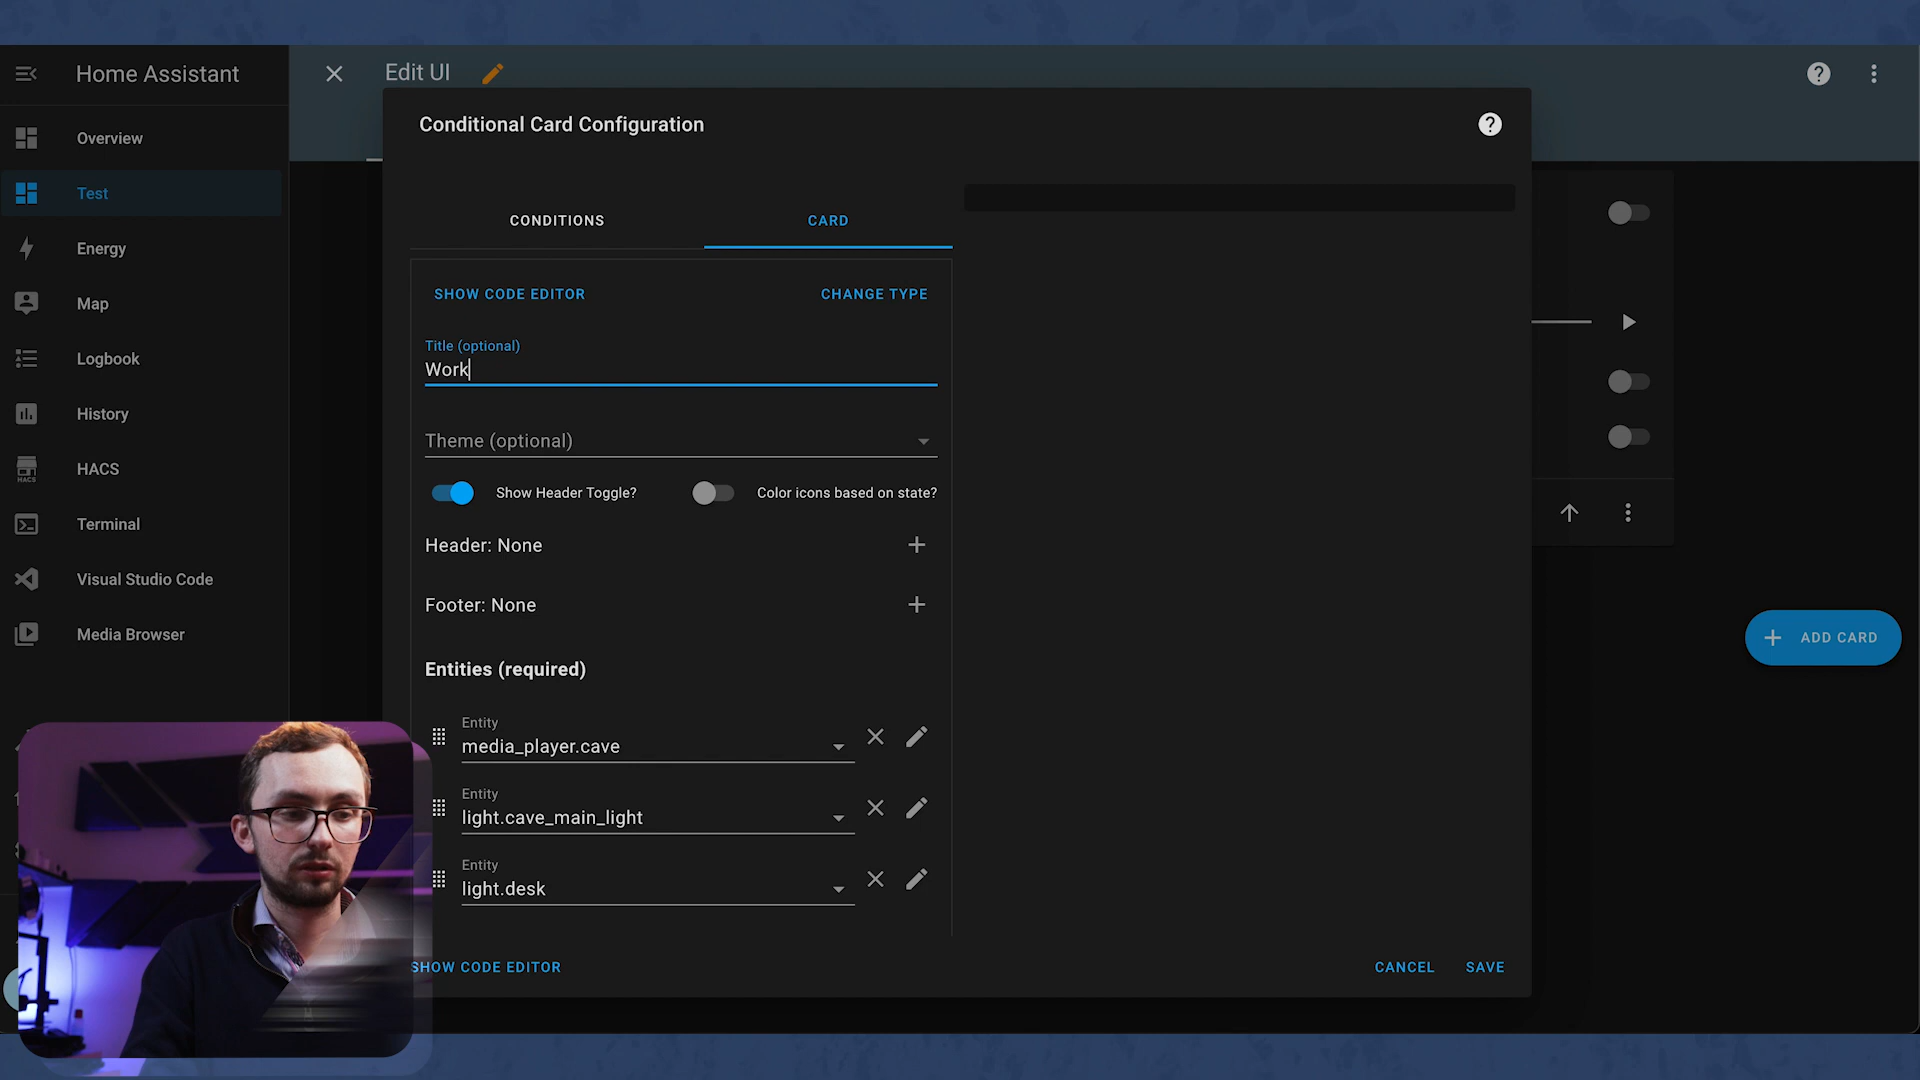 Home Assistant
Edit UI
Overview
Test
Energy
Map
Logbook
History
HACS
HACS
Terminal
Visual Studio Code
Media Browser
Conditional Card Configuration
CONDITIONS
CARD
SHOW CODE EDITOR
CHANGE TYPE
Title (optional)
Work
Theme (optional)
Show Header Toggle?
Color icons based on state?
Header: None
Footer: None
Entities (required)
Entity
media_player.cave
Entity
light.cave_main_light
Entity
light.desk
SHOW CODE EDITOR
CANCEL
SAVE
ADD CARD